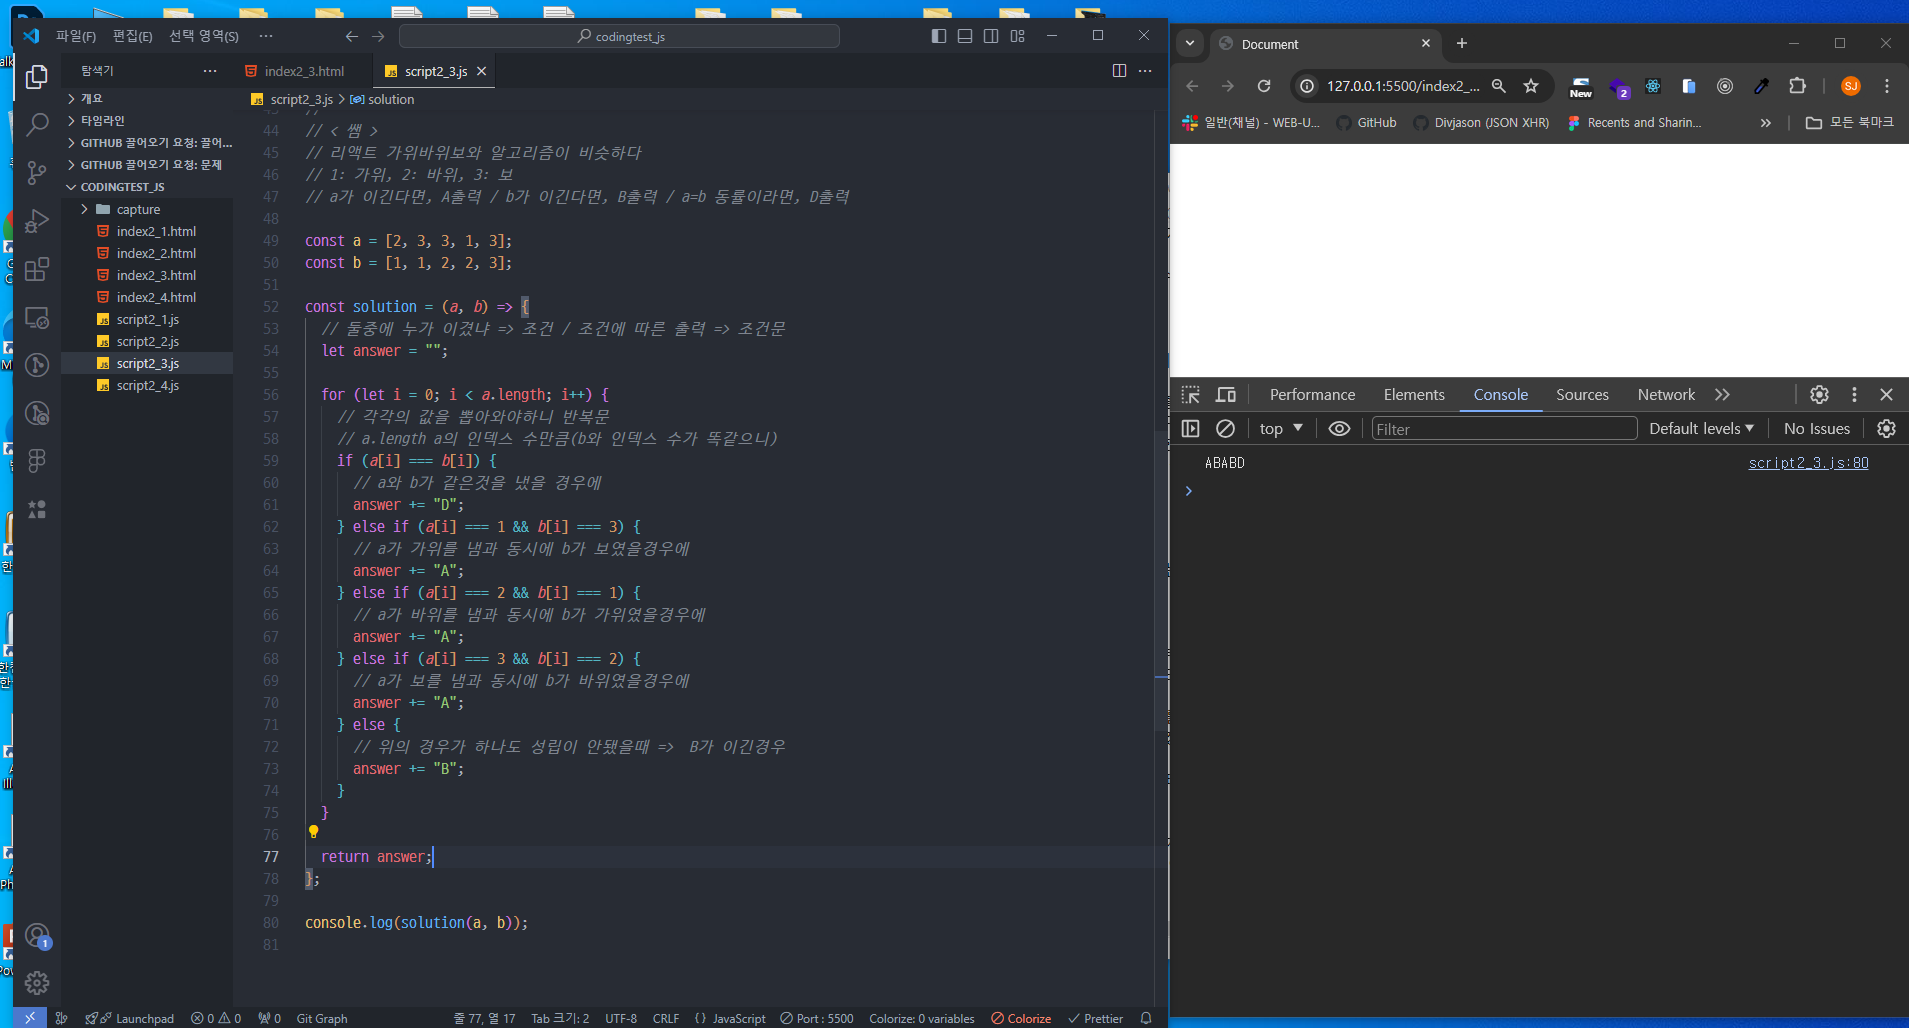 파일(F) 편집(E) 선택 영역(S) ···
codingtest_js
탐색기 ···
index2_3.html
script2_3.js
script2_3.js > solution
개요
타임라인
GITHUB 끌어오기 요청: 끌어...
GITHUB 끌어오기 요청: 문제
CODINGTEST_JS
capture
index2_1.html
index2_2.html
index2_3.html
index2_4.html
script2_1.js
script2_2.js
script2_3.js
script2_4.js
44 // < 쌤 >
45 // 리액트 가위바위보와 알고리즘이 비슷하다
46 // 1: 가위, 2: 바위, 3: 보
47 // a가 이긴다면, A출력 / b가 이긴다면, B출력 / a=b 동률이라면, D출력
48
49 const a = [2, 3, 3, 1, 3];
50 const b = [1, 1, 2, 2, 3];
51
52 const solution = (a, b) => {
53 // 둘중에 누가 이겼냐 => 조건 / 조건에 따른 출력 => 조건문
54 let answer = "";
55
56 for (let i = 0; i < a.length; i++) {
57 // 각각의 값을 뽑아와야하니 반복문
58 // a.length a의 인덱스 수만큼(b와 인덱스 수가 똑같으니)
59 if (a[i] === b[i]) {
60 // a와 b가 같은것을 냈을 경우에
61 answer += "D";
62 } else if (a[i] === 1 && b[i] === 3) {
63 // a가 가위를 냄과 동시에 b가 보였을경우에
64 answer += "A";
65 } else if (a[i] === 2 && b[i] === 1) {
66 // a가 바위를 냄과 동시에 b가 가위였을경우에
67 answer += "A";
68 } else if (a[i] === 3 && b[i] === 2) {
69 // a가 보를 냄과 동시에 b가 바위였을경우에
70 answer += "A";
71 } else {
72 // 위의 경우가 하나도 성립이 안됐을때 => B가 이긴경우
73 answer += "B";
74 }
75 }
76
77 return answer;
78 };
79
80 console.log(solution(a, b));
81
1
Launchpad 0 0 0 Git Graph 줄 77, 열 17 Tab 크기: 2 UTF-8 CRLF {} JavaScript Port : 5500 Colorize: 0 variables Colorize Prettier
Document
127.0.0.1:5500/index2_... New 2 SJ
일반(채널) - WEB-U... GitHub Divjason (JSON XHR) Recents and Sharin... » 모든 북마크
Performance Elements Console Sources Network
top Filter Default levels No Issues
ABABD script2_3.js:80